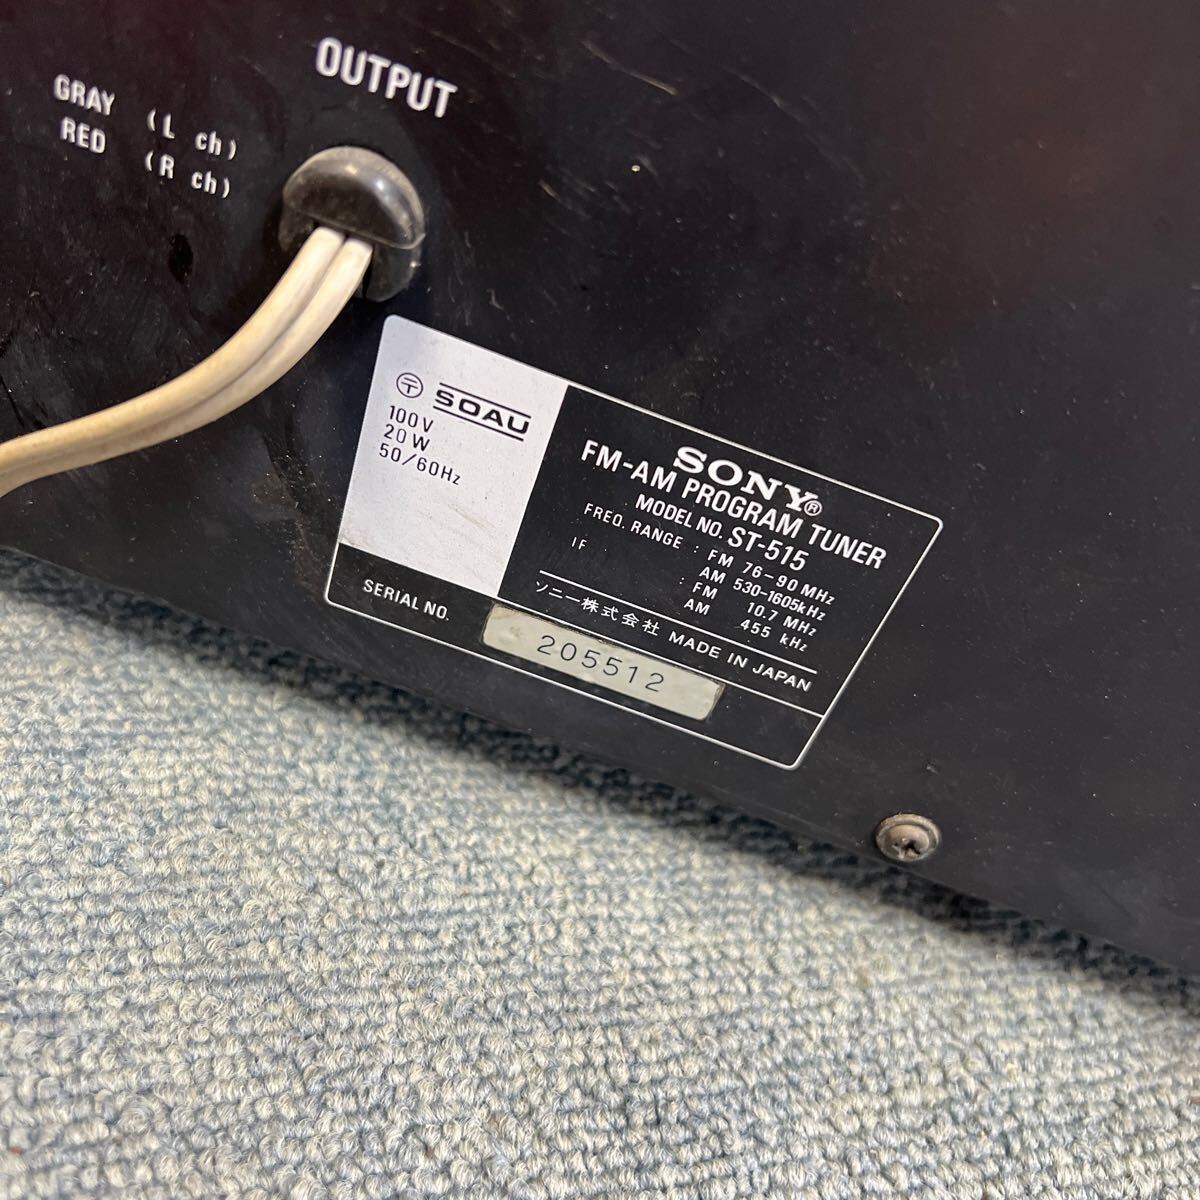 OUTPUT
GRAY (L ch)
RED (R ch)
〒 SOAU
100V
20W
50/60Hz
SONY®
FM-AM PROGRAM TUNER
MODEL NO. ST-515
FREQ. RANGE : FM 76-90MHz
AM 530-1605kHz
IF : FM 10.7 MHz
AM 455 kHz
ソニー株式会社 MADE IN JAPAN
SERIAL NO. 205512